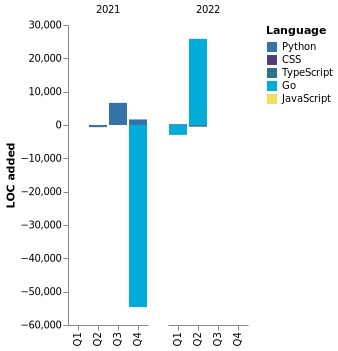 2021
2022
30,000
20,000
10,000
0
−10,000
−20,000
−30,000
−40,000
−50,000
−60,000
LOC added
Q1
Q2
Q3
Q4
Q1
Q2
Q3
Q4
Language
Python
CSS
TypeScript
Go
JavaScript